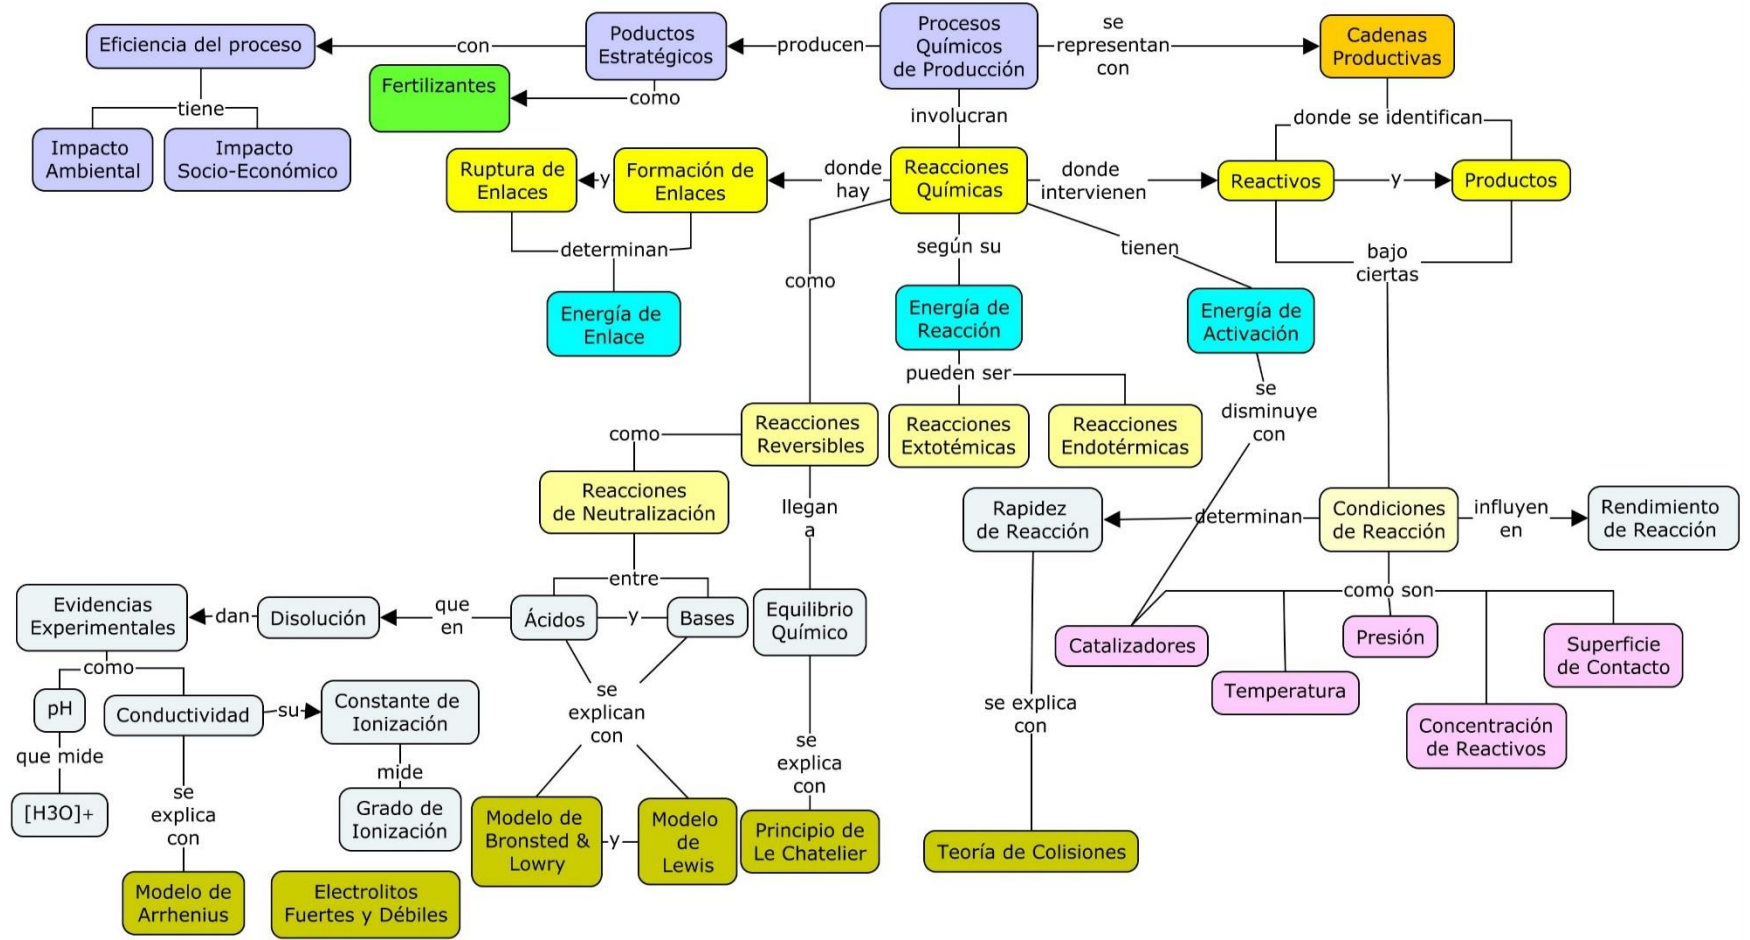 Eficiencia del proceso
con
Poductos
Estratégicos
producen
Procesos
Químicos
de Producción
se
representan
con
Cadenas
Productivas
Fertilizantes
como
tiene
involucran
donde se identifican
Impacto
Ambiental
Impacto
Socio-Económico
Ruptura de
Enlaces
y
Formación de
Enlaces
donde
hay
Reacciones
Químicas
donde
intervienen
Reactivos
y
Productos
determinan
como
según su
tienen
bajo
ciertas
Energía de
Enlace
Energía de
Reacción
Energía de
Activación
pueden ser
se
disminuye
con
como
Reacciones
Reversibles
Reacciones
Extotémicas
Reacciones
Endotérmicas
Reacciones
de Neutralización
llegan
a
Rapidez
de Reacción
determinan
Condiciones
de Reacción
influyen
en
Rendimiento
de Reacción
entre
como son
Evidencias
Experimentales
dan
Disolución
que
en
Ácidos
y
Bases
Equilibrio
Químico
Catalizadores
Presión
Superficie
de Contacto
Temperatura
Concentración
de Reactivos
como
pH
Conductividad
su
Constante de
Ionización
se
explican
con
se explica
con
que mide
mide
se
explica
con
[H3O]+
se
explica
con
Grado de
Ionización
Modelo de
Bronsted &
Lowry
y
Modelo
de
Lewis
Principio de
Le Chatelier
Teoría de Colisiones
Modelo de
Arrhenius
Electrolitos
Fuertes y Débiles